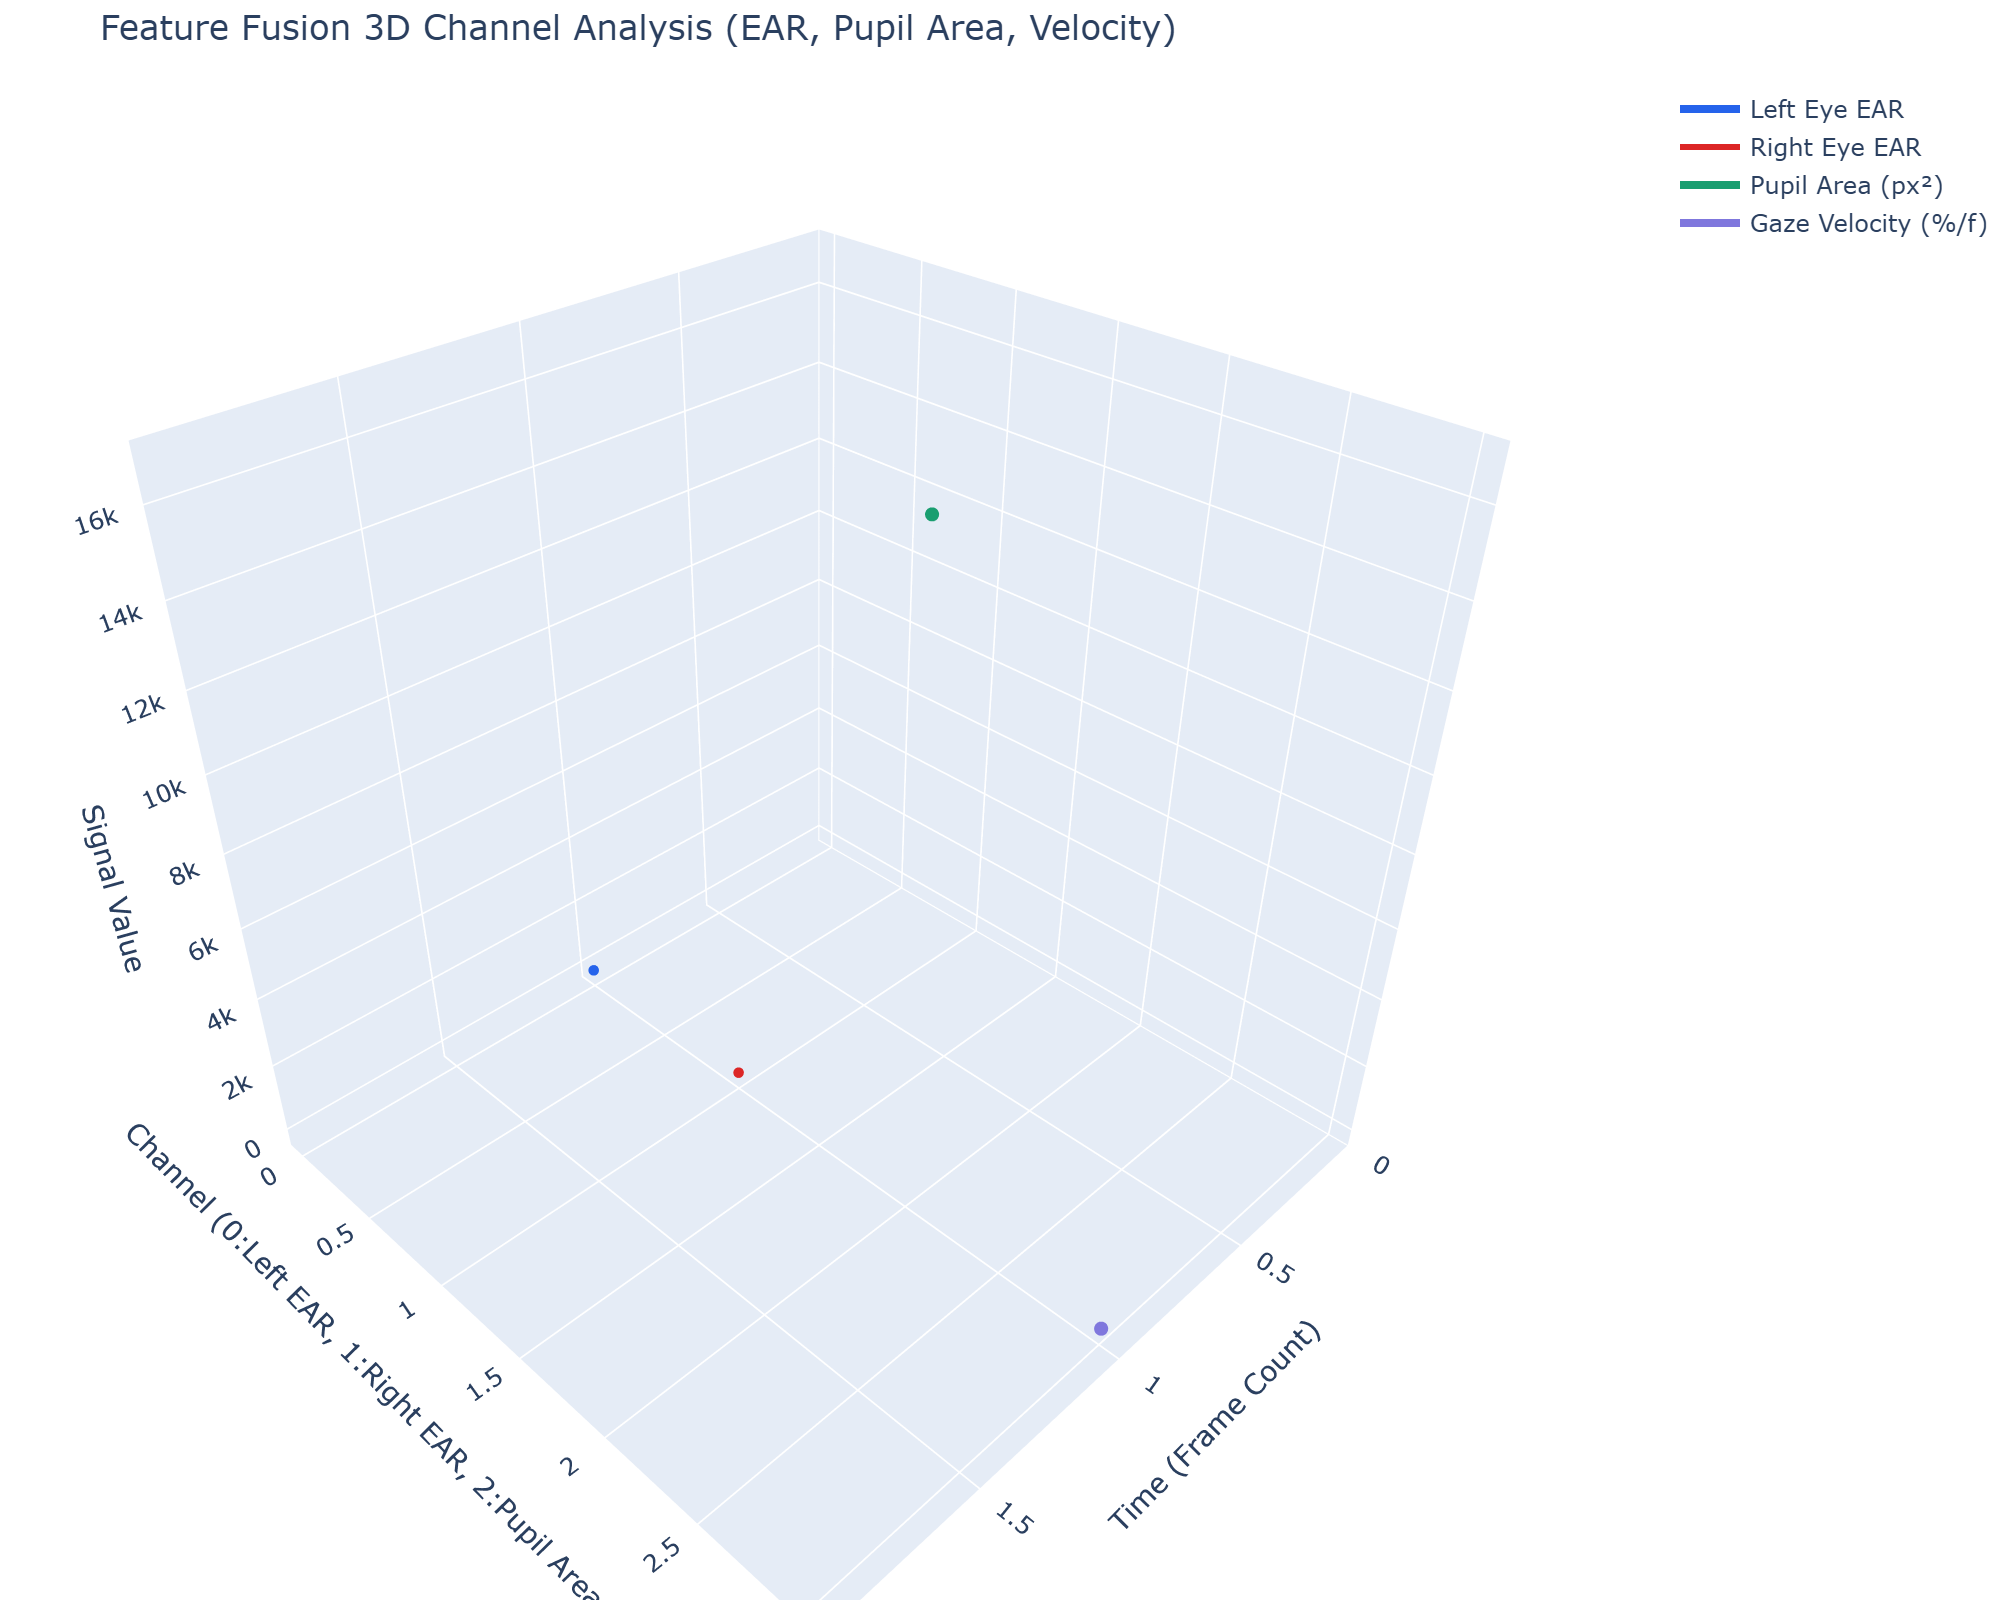 Feature Fusion 3D Channel Analysis (EAR, Pupil Area, Velocity)
Left Eye EAR
Right Eye EAR
Pupil Area (px²)
Gaze Velocity (%/f)
16k
14k
12k
10k
8k
6k
4k
2k
0
Signal Value
0
0.5
1
1.5
2
2.5
Channel (0:Left EAR, 1:Right EAR, 2:Pupil Area
0
0.5
1
1.5
Time (Frame Count)